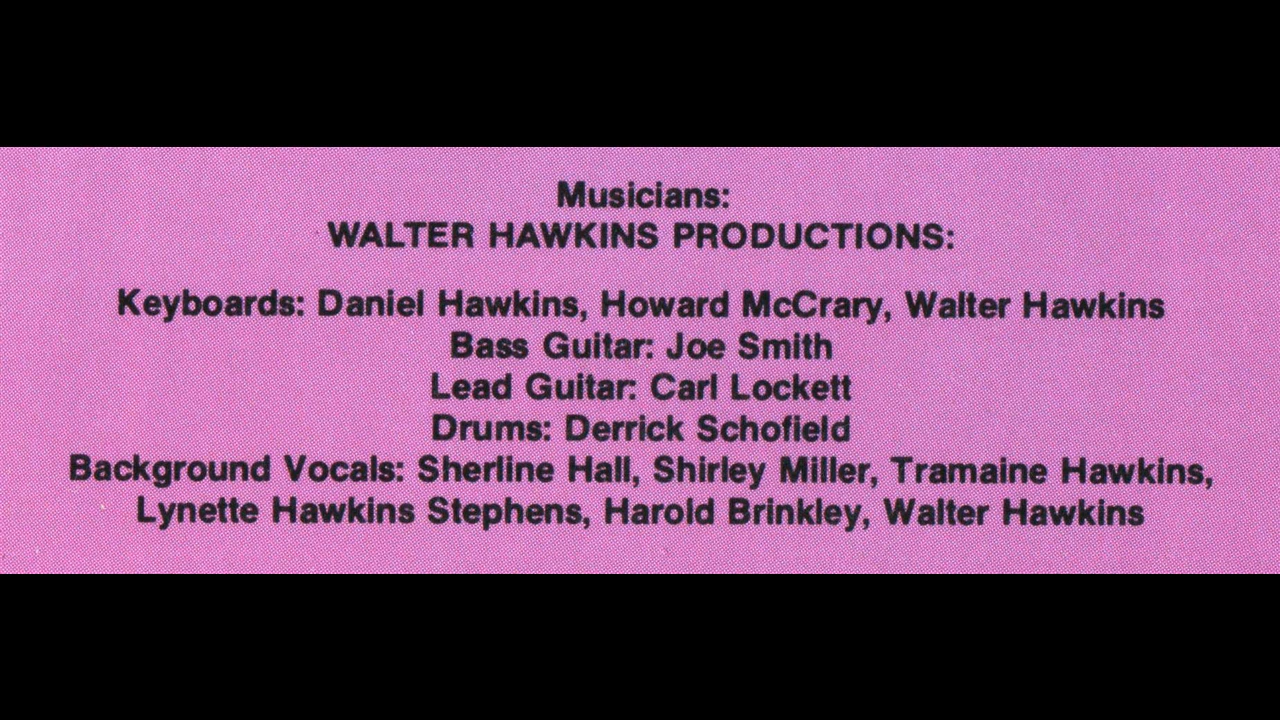 Musicians:
WALTER HAWKINS PRODUCTIONS:
Keyboards: Daniel Hawkins, Howard McCrary, Walter Hawkins
Bass Guitar: Joe Smith
Lead Guitar: Carl Lockett
Drums: Derrick Schofield
Background Vocals: Sherline Hall, Shirley Miller, Tramaine Hawkins,
Lynette Hawkins Stephens, Harold Brinkley, Walter Hawkins